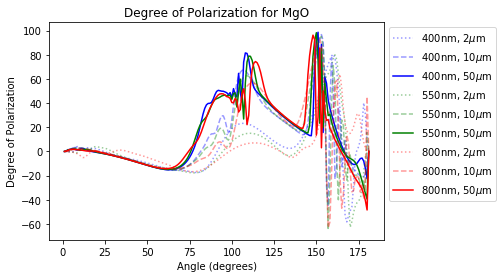 Degree of Polarization for MgO
Degree of Polarization
100
80
60
40
20
0
−20
−40
−60
0
25
50
75
100
125
150
175
Angle (degrees)
400nm, 2μm
400nm, 10μm
400nm, 50μm
550nm, 2μm
550nm, 10μm
550nm, 50μm
800nm, 2μm
800nm, 10μm
800nm, 50μm